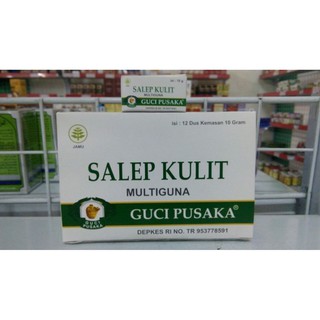 SALEP KULIT
MULTIGUNA
GUCI PUSAKA
isi : 12 Dus Kemasan 10 Gram
JAMU
SALEP KULIT
MULTIGUNA
GUCI PUSAKA®
GUCI
PUSAKA
DEPKES RI NO. TR 953778591